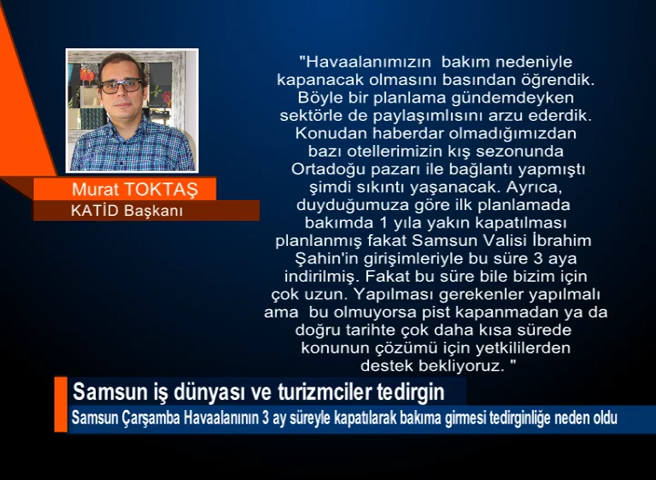 "Havaalanımızın bakım nedeniyle
kapanacak olmasını basından öğrendik.
Böyle bir planlama gündemdeyken
sektörle de paylaşımlısını arzu ederdik.
Konudan haberdar olmadığımızdan
bazı otellerimizin kış sezonunda
Ortadoğu pazarı ile bağlantı yapmıştı
şimdi sıkıntı yaşanacak. Ayrıca,
duyduğumuza göre ilk planlamada
bakımda 1 yıla yakın kapatılması
planlanmış fakat Samsun Valisi İbrahim
Şahin'in girişimleriyle bu süre 3 aya
indirilmiş. Fakat bu süre bile bizim için
çok uzun. Yapılması gerekenler yapılmalı
ama bu olmuyorsa pist kapanmadan ya da
doğru tarihte çok daha kısa sürede
konunun çözümü için yetkililerden
destek bekliyoruz. "
Murat TOKTAŞ
KATİD Başkanı
Samsun iş dünyası ve turizmciler tedirgin
Samsun Çarşamba Havaalanının 3 ay süreyle kapatılarak bakıma girmesi tedirginliğe neden oldu